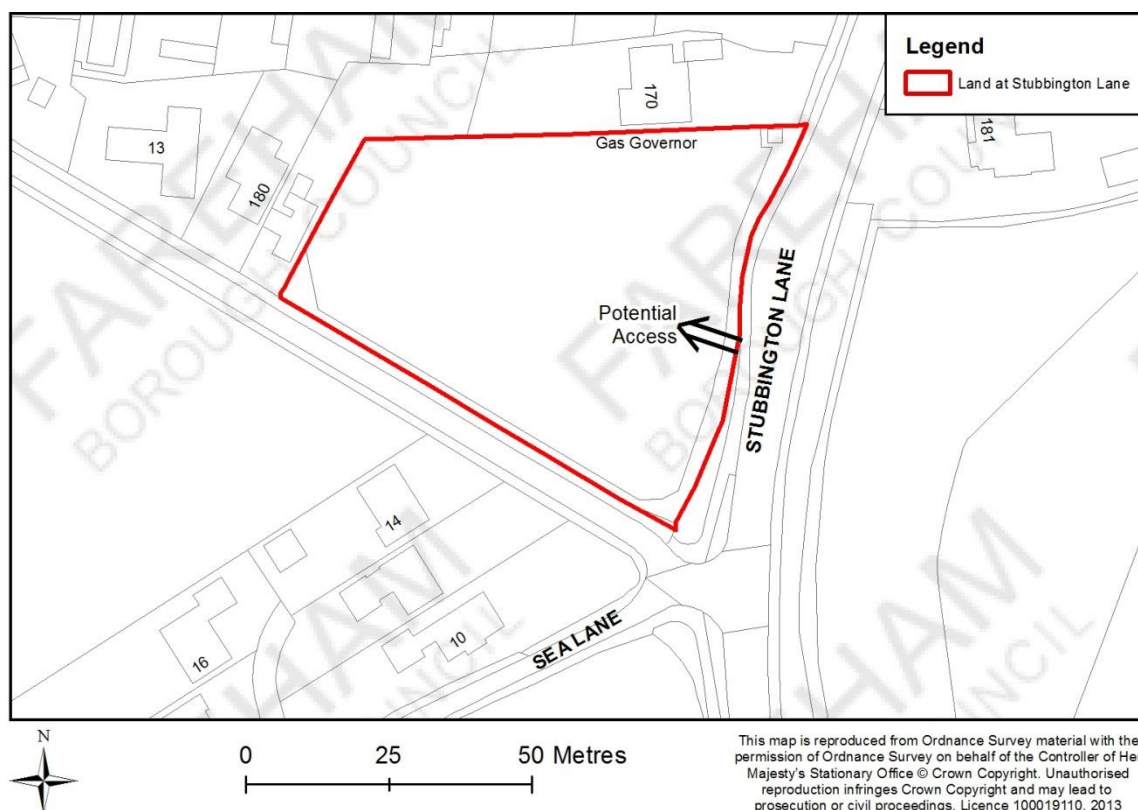 Legend
Land at Stubbington Lane
170
13
180
181
Gas Governor
Potential
Access
STUBBINGTON LANE
14
16
10
SEA LANE
FAREHAM
BOROUGH COUNCIL
FAREHAM
BOROUGH COUNCIL
N
0 25 50 Metres
This map is reproduced from Ordnance Survey material with the
permission of Ordnance Survey on behalf of the Controller of Her
Majesty's Stationary Office © Crown Copyright. Unauthorised
reproduction infringes Crown Copyright and may lead to
prosecution or civil proceedings. Licence 100019110. 2013